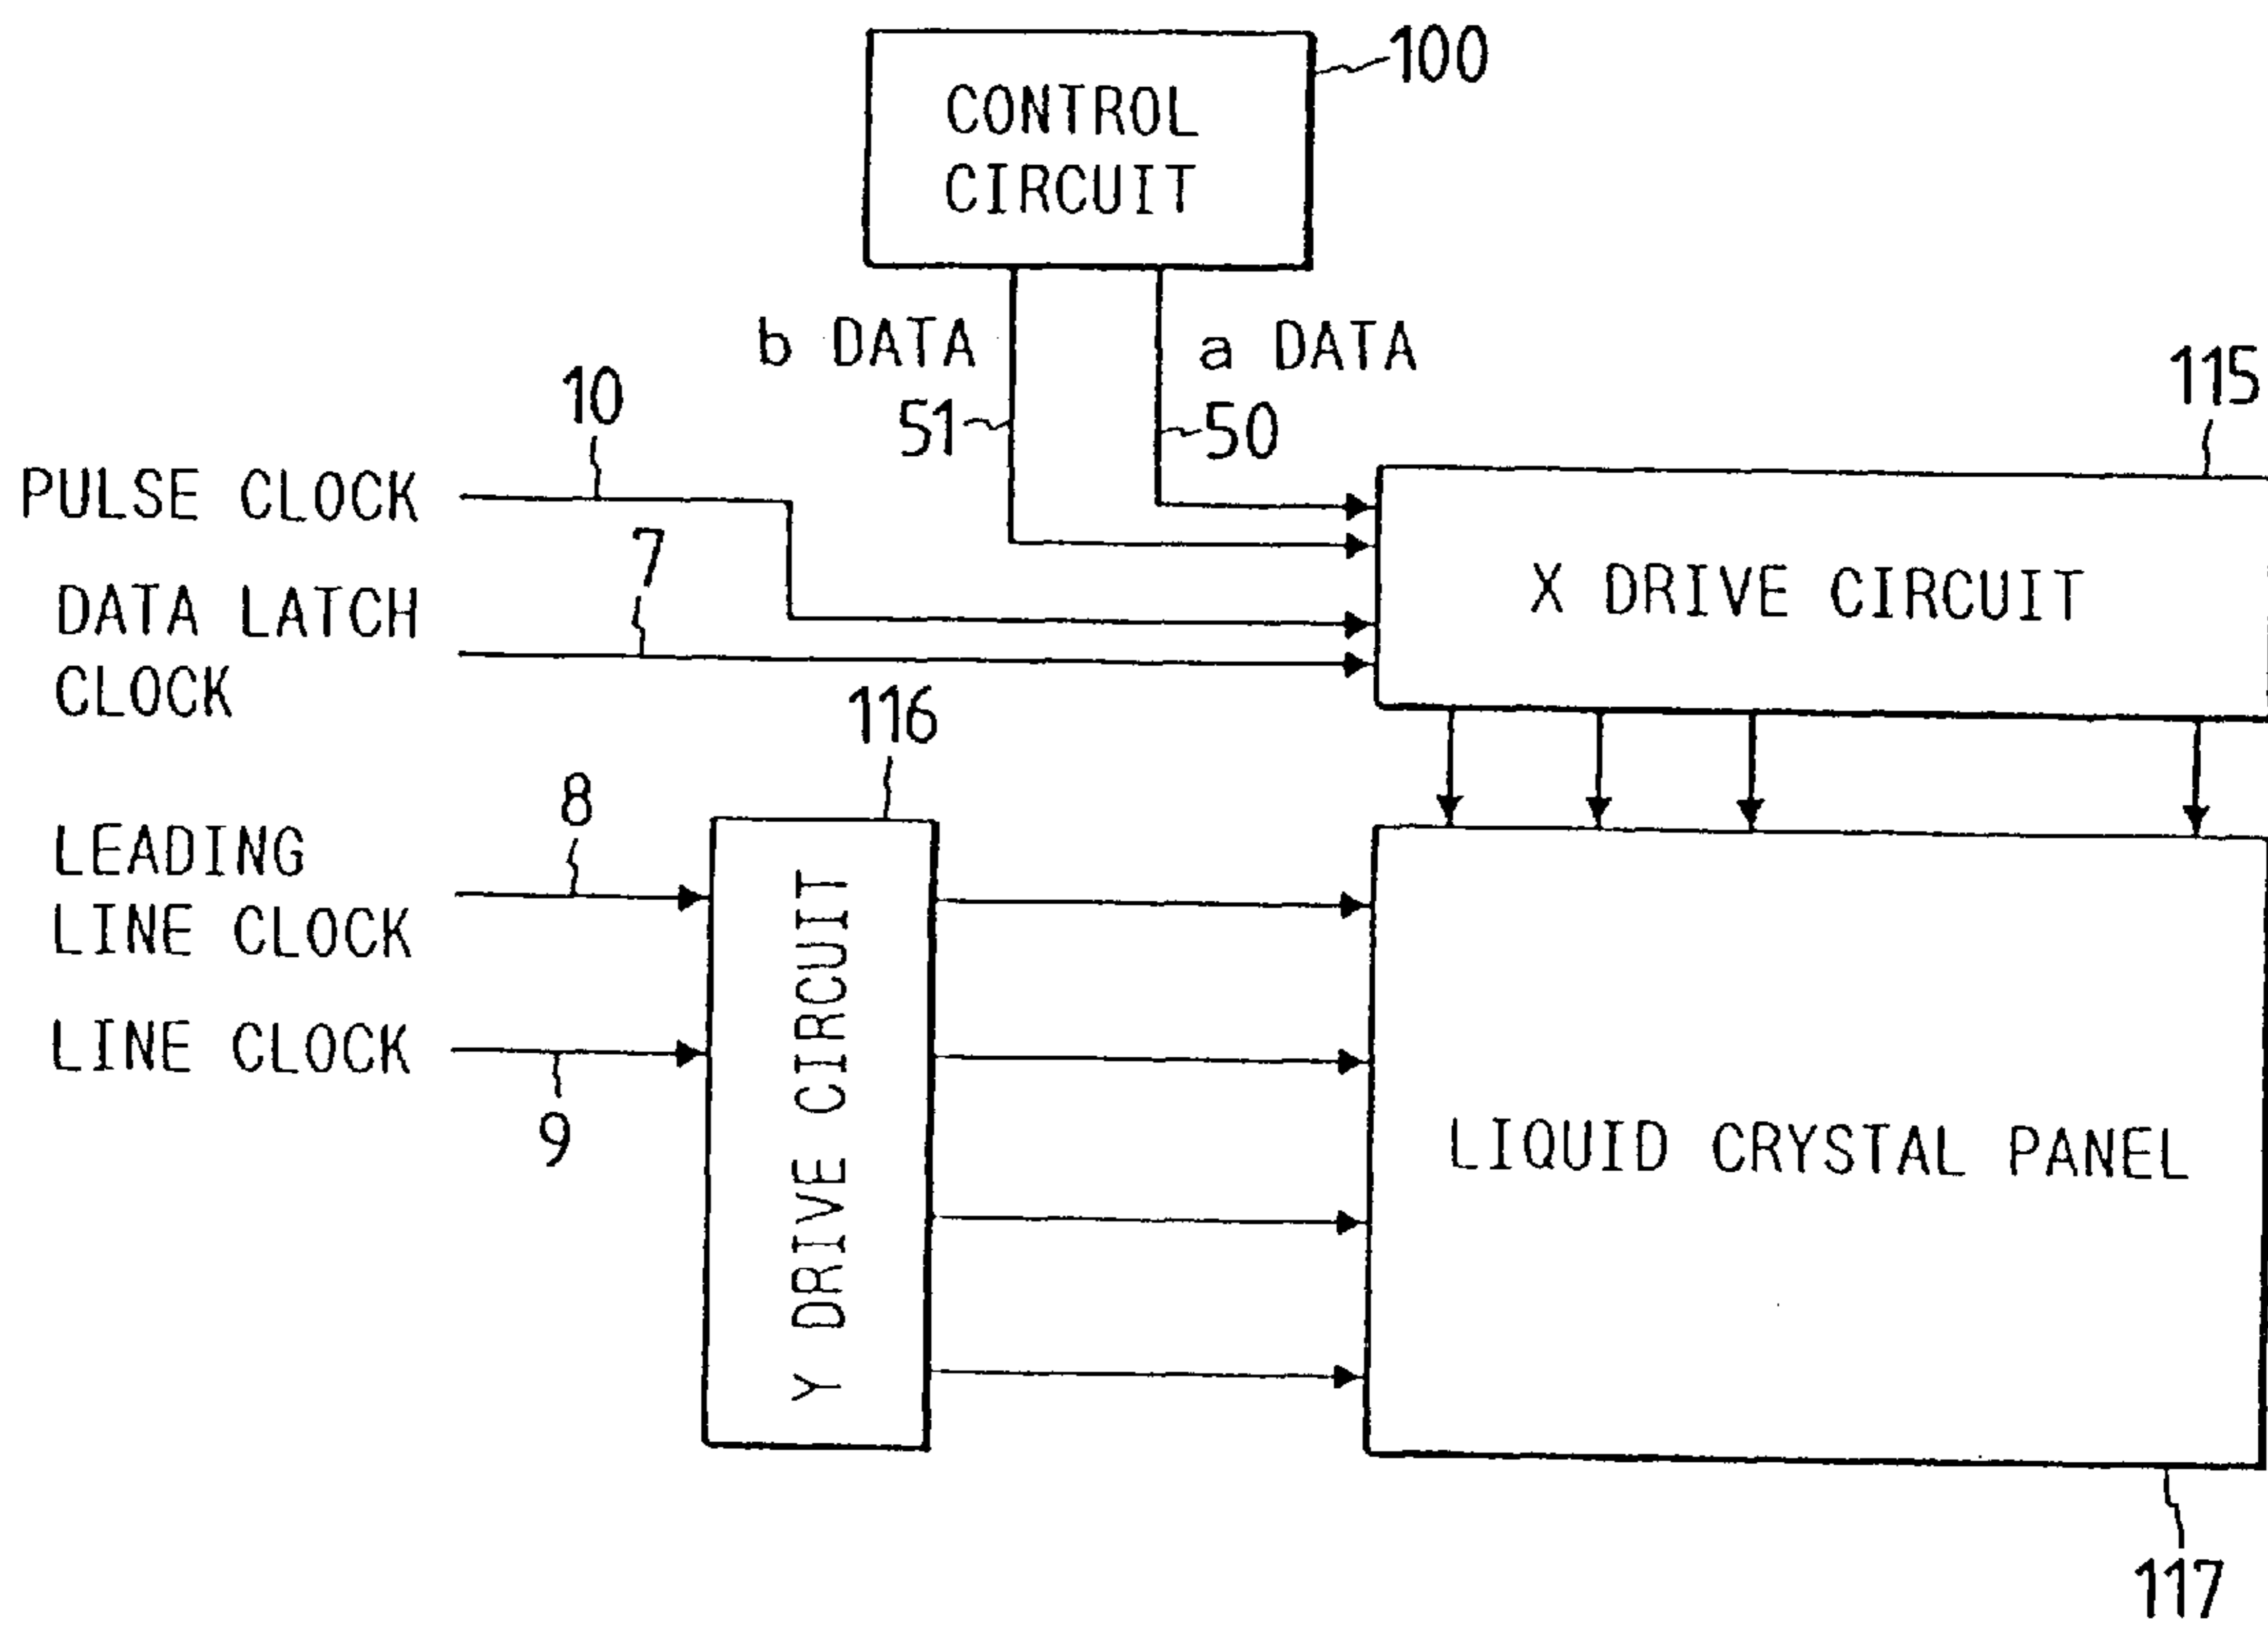 100
CONTROL
CIRCUIT
b DATA
a DATA
51
50
115
10
PULSE CLOCK
7
DATA LATCH
CLOCK
X DRIVE CIRCUIT
116
8
LEADING
LINE CLOCK
LINE CLOCK
9
Y DRIVE CIRCUIT
LIQUID CRYSTAL PANEL
117